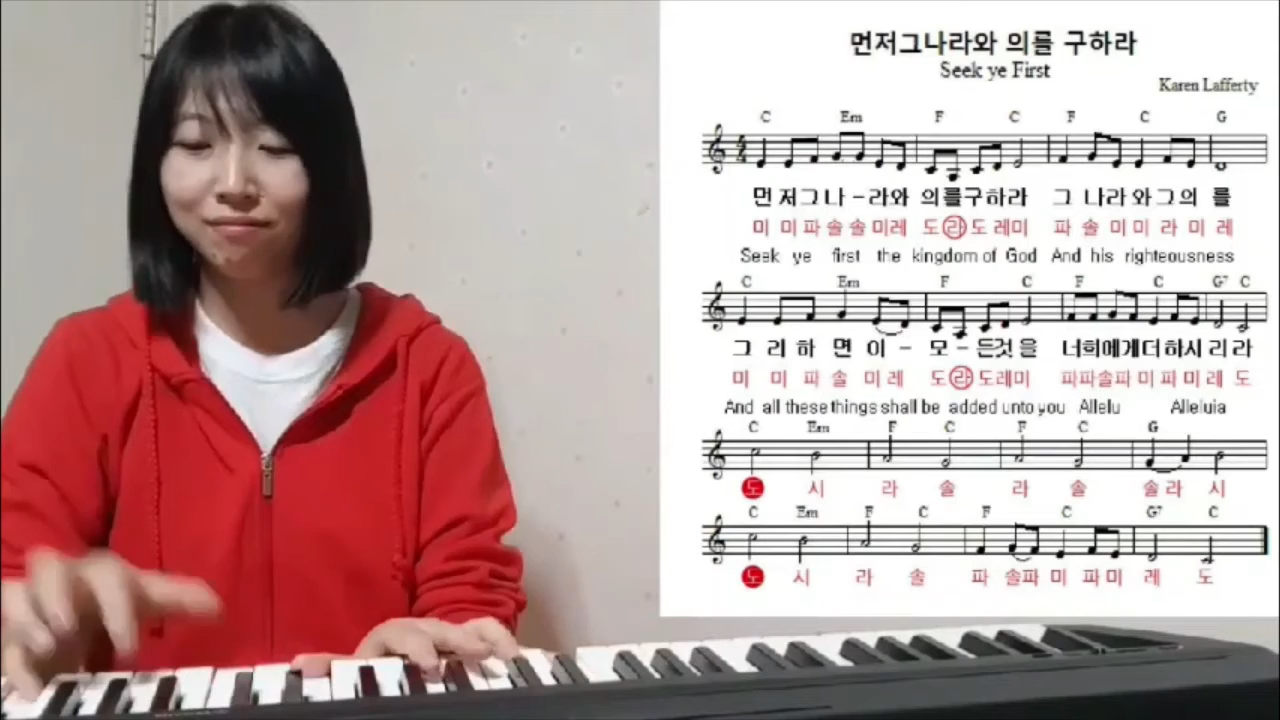 먼저그나라와 의를 구하라
Seek ye First
Karen Lafferty
C Em F C F C G
먼 저그나-라와 의를구하라 그 나라와그의 를
미 미 파 솔 솔 미레 도 라 도 레미 파 솔 미 미 라 미 레
Seek ye first the kingdom of God And his righteousness
C Em F C F C G7 C
그 리 하 면 이 - 모 - 든것 을 너희에게더하시 리 라
미 미 파 솔 미 레 도 라 도레미 파파솔파 미 파 미 레 도
And all these things shall be added unto you Allelu Alleluia
C Em F C F C G
도 시 라 솔 라 솔 솔 라 시
C Em F C F C G7 C
도 시 라 솔 파 솔파 미 파 미 레 도